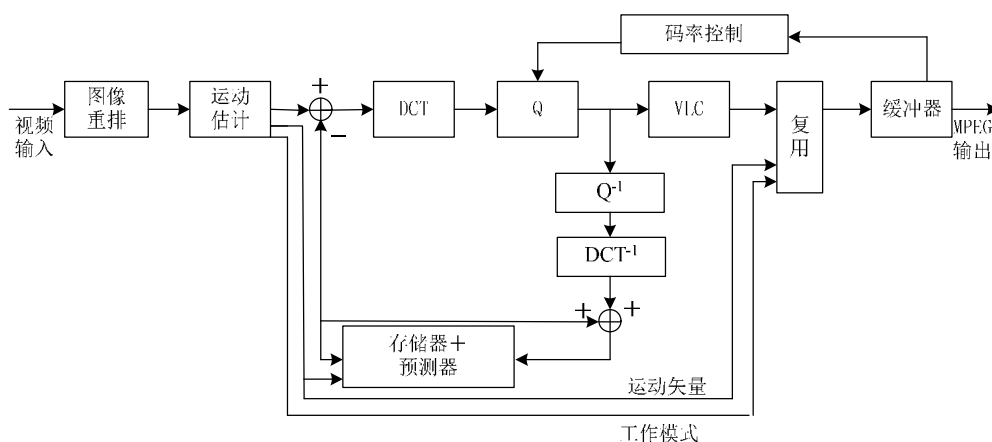 码率控制
图像
重排
运动
估计
+
−
DCT
Q
VLC
复
用
缓冲器
视频
输入
MPEG
输出
Q⁻¹
DCT⁻¹
+
+
存储器+
预测器
运动矢量
工作模式